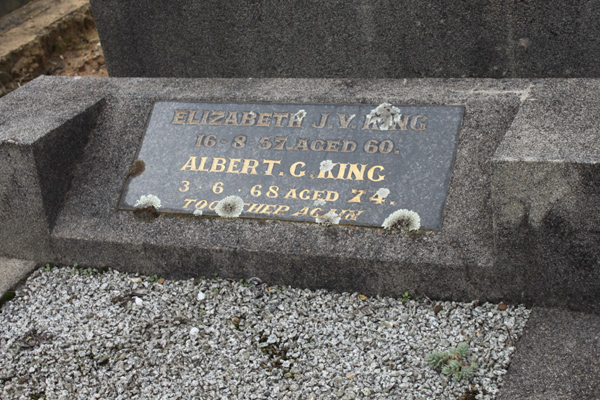 ELIZABETH J. V. KING
16-8-57. AGED 60.
ALBERT. G. KING
3-6-68 AGED 74.
TOGETHER AGAIN